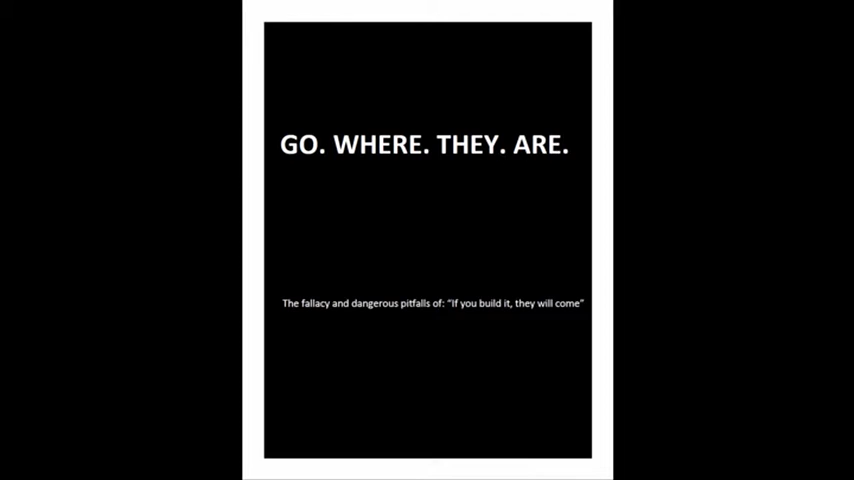 GO. WHERE. THEY. ARE.
The fallacy and dangerous pitfalls of: “If you build it, they will come”